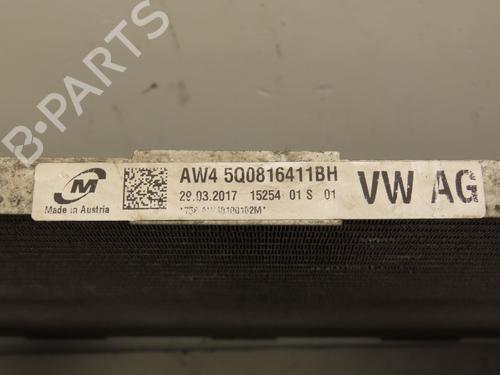 B-PARTS
M
Made in Austria
AW4 5Q0816411BH
29.03.2017 15254 01 S 01
VW AG